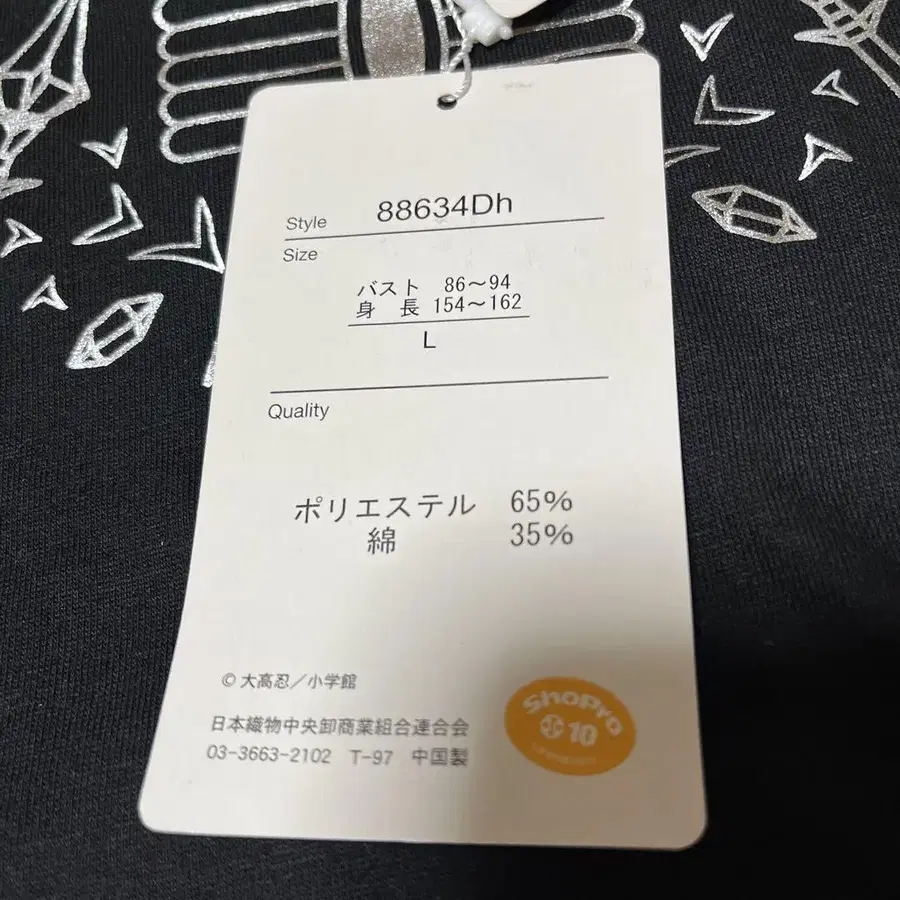 Style 88634Dh
Size
バスト 86～94
身 長 154～162
L
Quality
ポリエステル 65%
綿 35%
© 大高忍／小学館
日本織物中央卸商業組合連合会
03-3663-2102 T-97 中国製
ShoPro
10